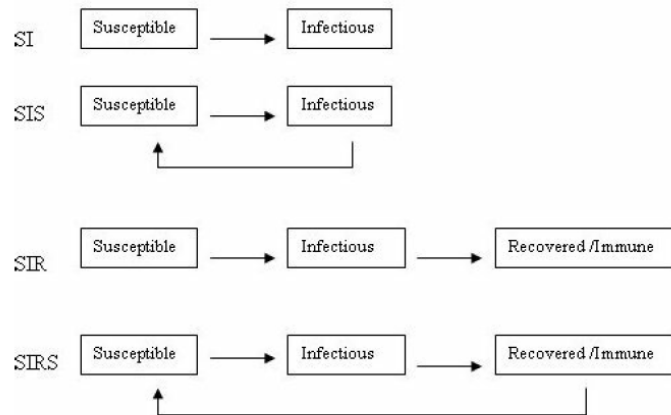 SI Susceptible Infectious
SIS Susceptible Infectious
SIR Susceptible Infectious Recovered /Immune
SIRS Susceptible Infectious Recovered /Immune